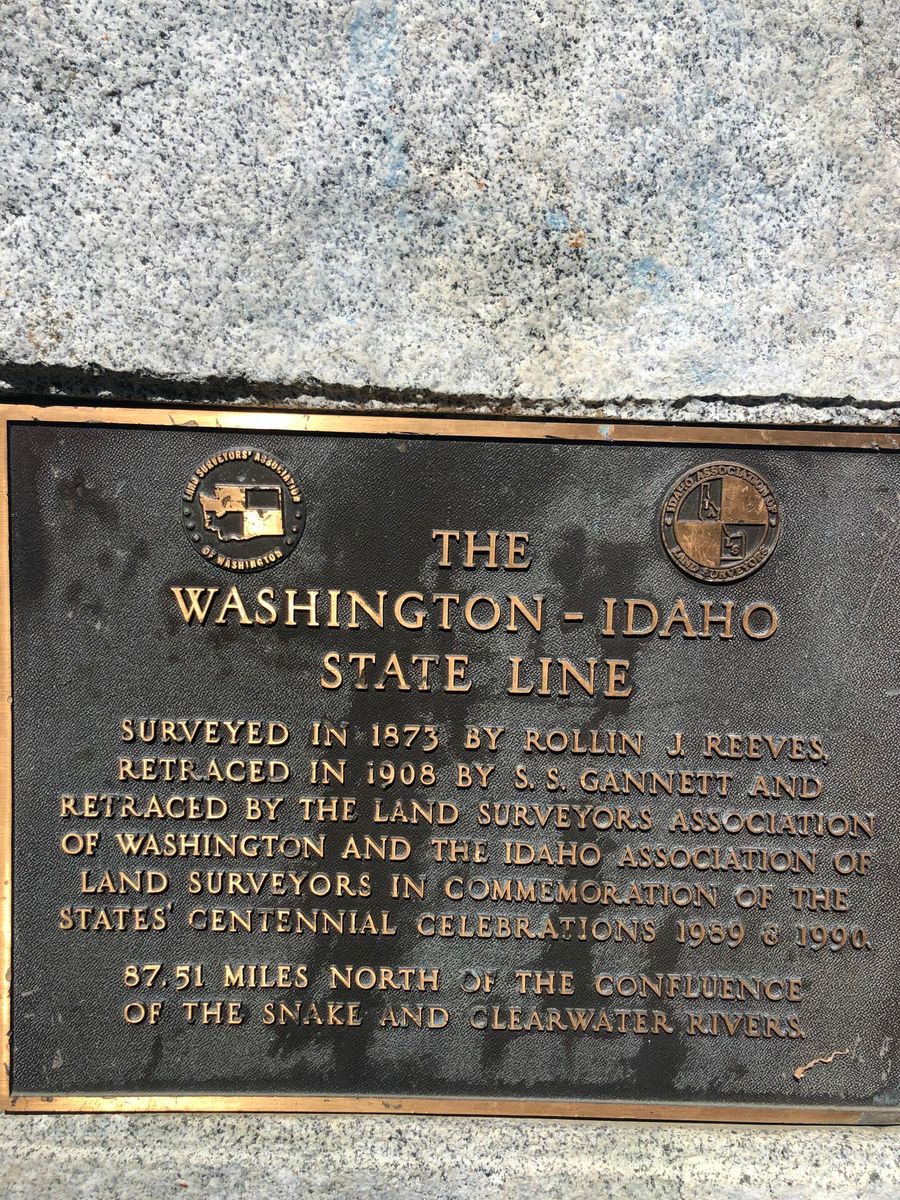 LAND SURVEYORS' ASSOCIATION
OF WASHINGTON
IDAHO ASSOCIATION OF
LAND SURVEYORS
THE
WASHINGTON - IDAHO
STATE LINE
SURVEYED IN 1873 BY ROLLIN J. REEVES.
RETRACED IN 1908 BY S. S. GANNETT AND
RETRACED BY THE LAND SURVEYORS ASSOCIATION
OF WASHINGTON AND THE IDAHO ASSOCIATION OF
LAND SURVEYORS IN COMMEMORATION OF THE
STATES' CENTENNIAL CELEBRATIONS 1989 & 1990.
87.51 MILES NORTH OF THE CONFLUENCE
OF THE SNAKE AND CLEARWATER RIVERS.